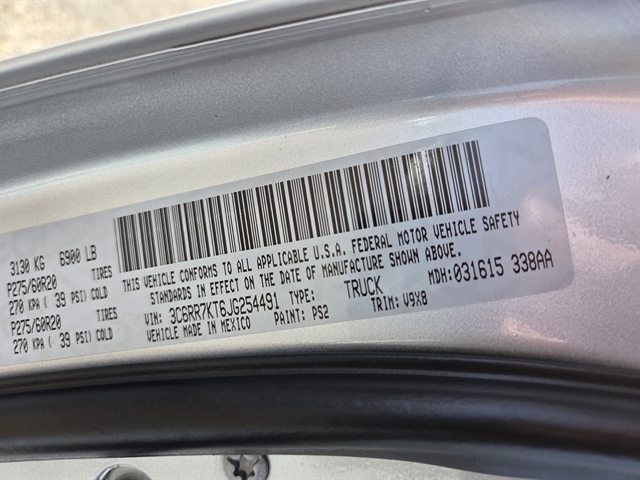 3130 KG 6900 LB
P275/60R20 TIRES
270 KPA ( 39 PSI) COLD
P275/60R20 TIRES
270 KPA ( 39 PSI) COLD
THIS VEHICLE CONFORMS TO ALL APPLICABLE U.S.A. FEDERAL MOTOR VEHICLE SAFETY
STANDARDS IN EFFECT ON THE DATE OF MANUFACTURE SHOWN ABOVE.
VIN: 3C6RR7KT6JG254491 TYPE: TRUCK MDH: 031615 338AA
VEHICLE MADE IN MEXICO PAINT: PS2 TRIM: V9X8